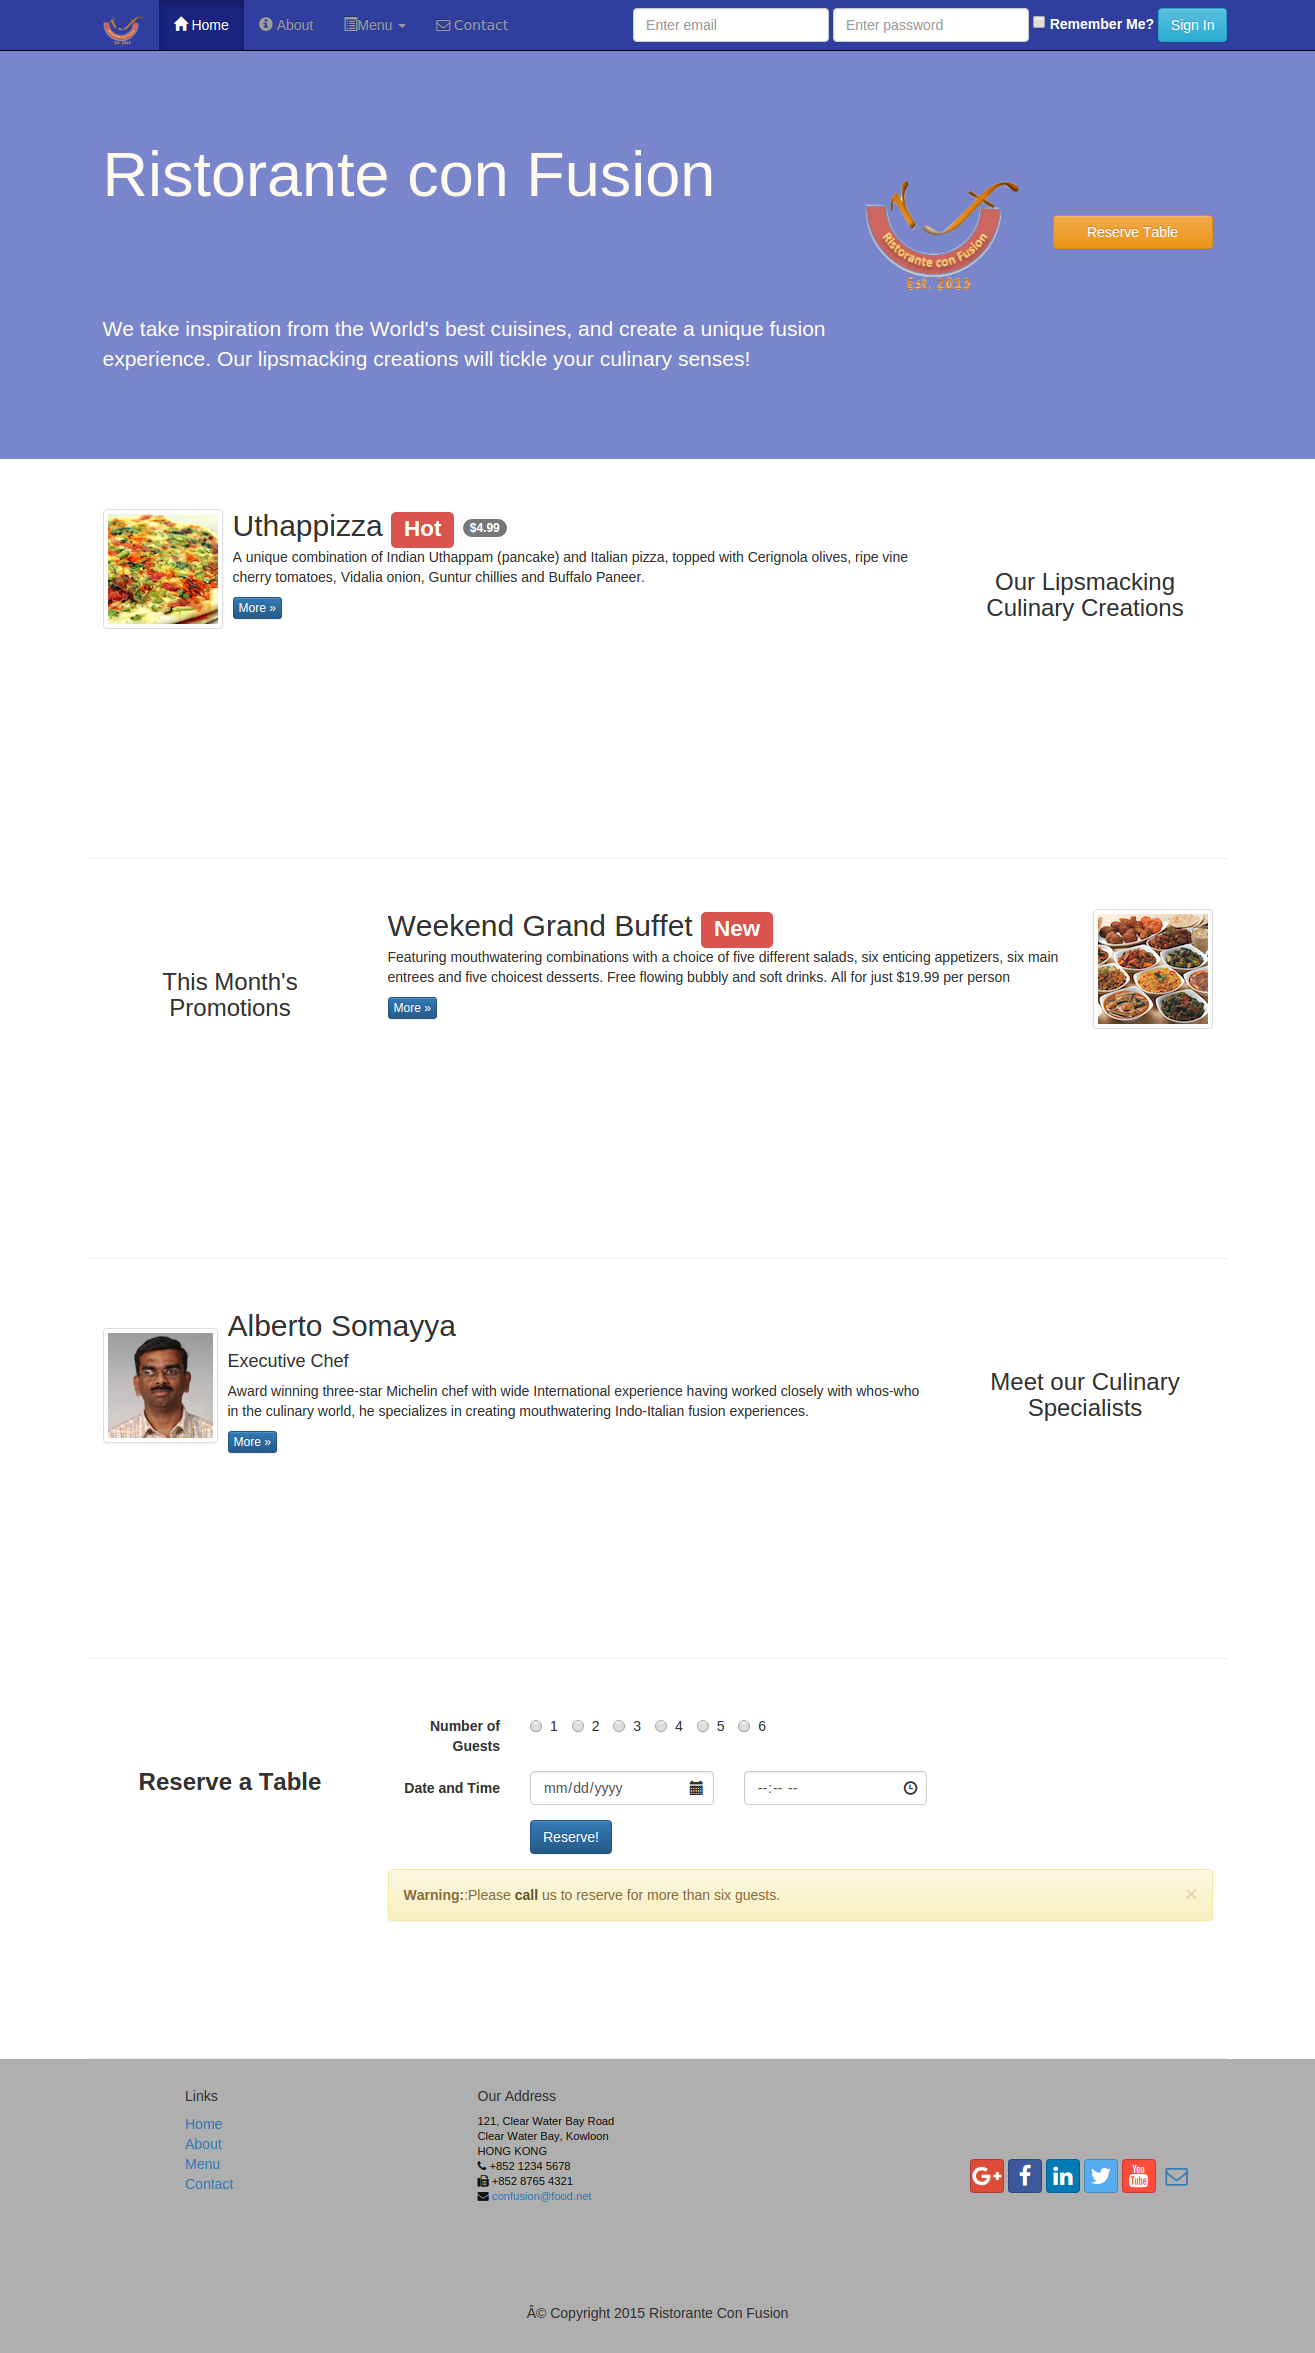 Home About Menu Contact Enter email Enter password Remember Me? Sign In
Ristorante con Fusion
Ristorante con Fusion
Est. 2013
Reserve Table
We take inspiration from the World's best cuisines, and create a unique fusion
experience. Our lipsmacking creations will tickle your culinary senses!
Uthappizza Hot $4.99
A unique combination of Indian Uthappam (pancake) and Italian pizza, topped with Cerignola olives, ripe vine
cherry tomatoes, Vidalia onion, Guntur chillies and Buffalo Paneer.
More »
Our Lipsmacking
Culinary Creations
This Month's
Promotions
Weekend Grand Buffet New
Featuring mouthwatering combinations with a choice of five different salads, six enticing appetizers, six main
entrees and five choicest desserts. Free flowing bubbly and soft drinks. All for just $19.99 per person
More »
Alberto Somayya
Executive Chef
Award winning three-star Michelin chef with wide International experience having worked closely with whos-who
in the culinary world, he specializes in creating mouthwatering Indo-Italian fusion experiences.
More »
Meet our Culinary
Specialists
Reserve a Table
Number of
Guests
1 2 3 4 5 6
Date and Time mm/dd/yyyy --:-- --
Reserve!
Warning::Please call us to reserve for more than six guests. ×
Links
Home
About
Menu
Contact
Our Address
121, Clear Water Bay Road
Clear Water Bay, Kowloon
HONG KONG
+852 1234 5678
+852 8765 4321
confusion@food.net
G+ f in You Tube
Â© Copyright 2015 Ristorante Con Fusion